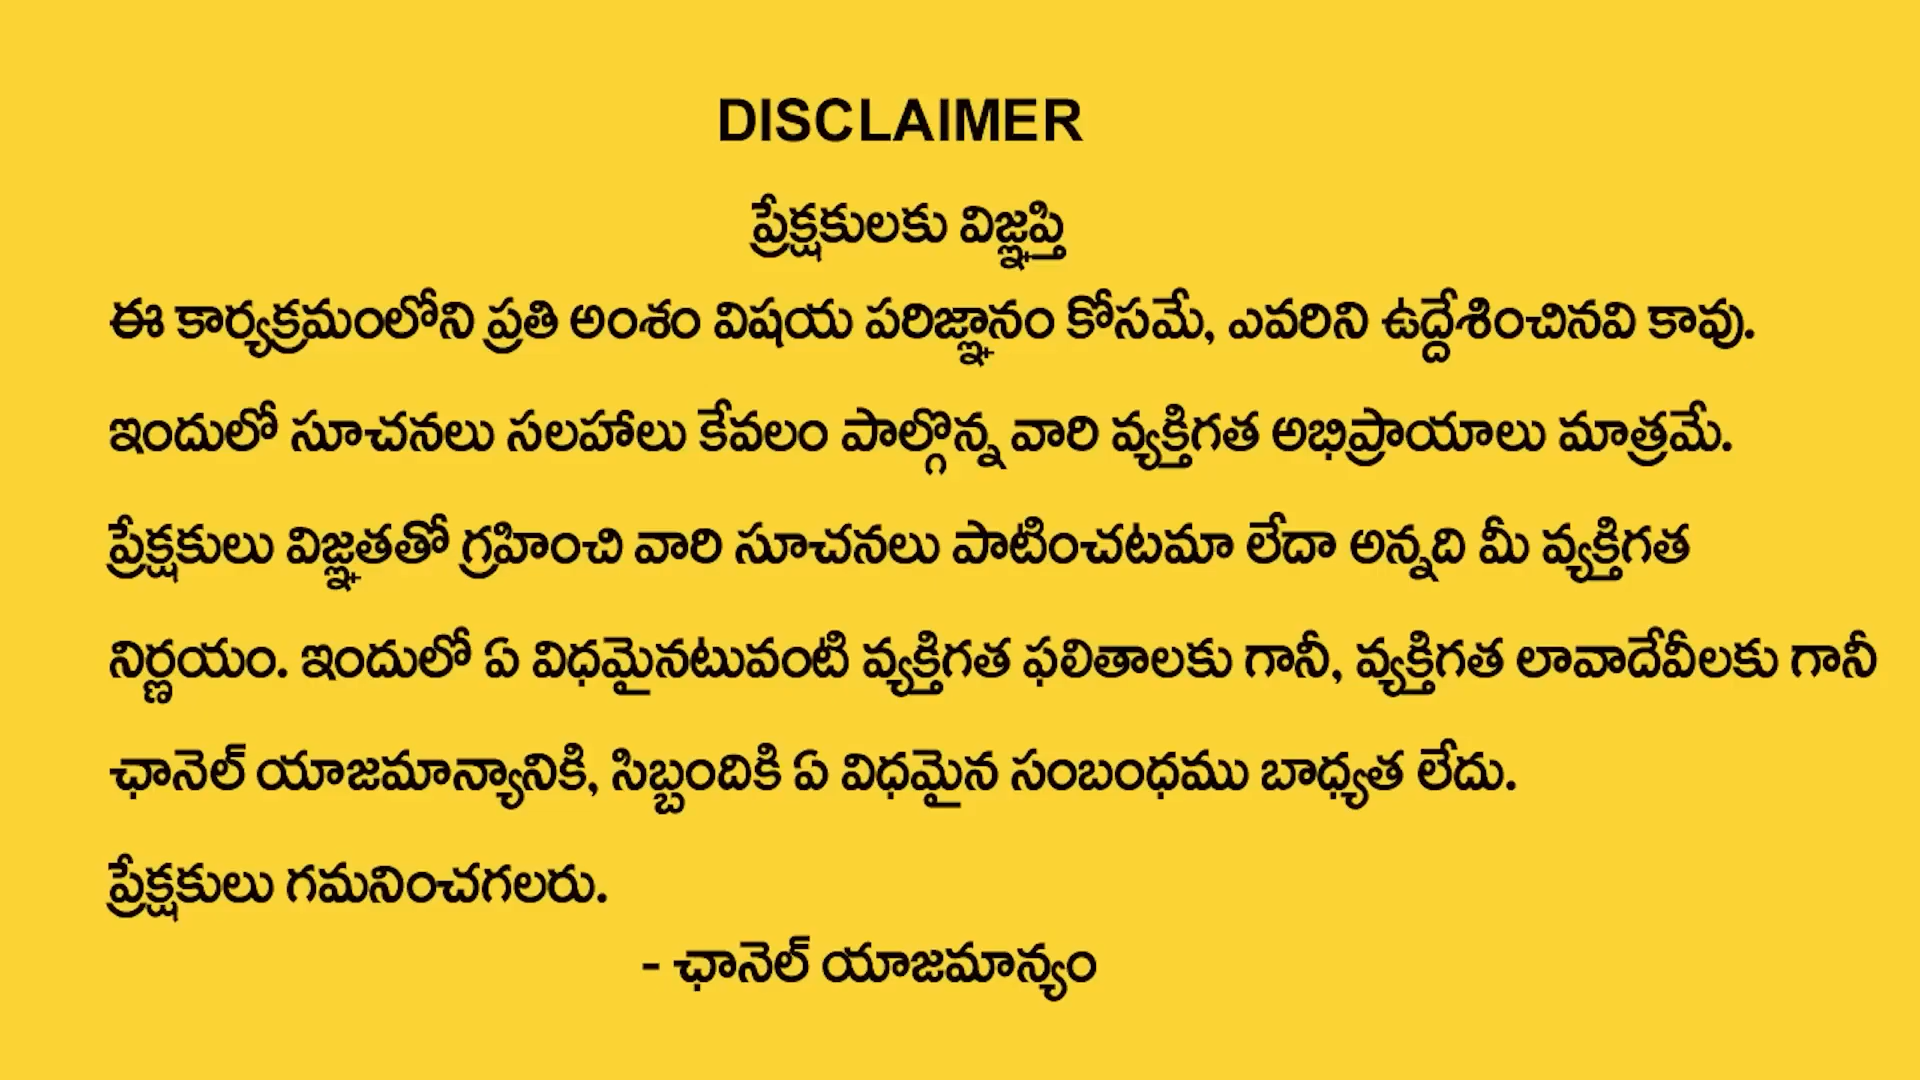 DISCLAIMER
ప్రేక్షకులకు విజ్ఞప్తి
ఈ కార్యక్రమంలోని ప్రతి అంశం విషయ పరిజ్ఞానం కోసమే, ఎవరిని ఉద్దేశించినవి కావు.
ఇందులో సూచనలు సలహాలు కేవలం పాల్గొన్న వారి వ్యక్తిగత అభిప్రాయాలు మాత్రమే.
ప్రేక్షకులు విజ్ఞతతో గ్రహించి వారి సూచనలు పాటించటమా లేదా అన్నది మీ వ్యక్తిగత
నిర్ణయం. ఇందులో ఏ విధమైనటువంటి వ్యక్తిగత ఫలితాలకు గానీ, వ్యక్తిగత లావాదేవీలకు గానీ
ఛానెల్ యాజమాన్యానికి, సిబ్బందికి ఏ విధమైన సంబంధము బాధ్యత లేదు.
ప్రేక్షకులు గమనించగలరు.
- ఛానెల్ యాజమాన్యం